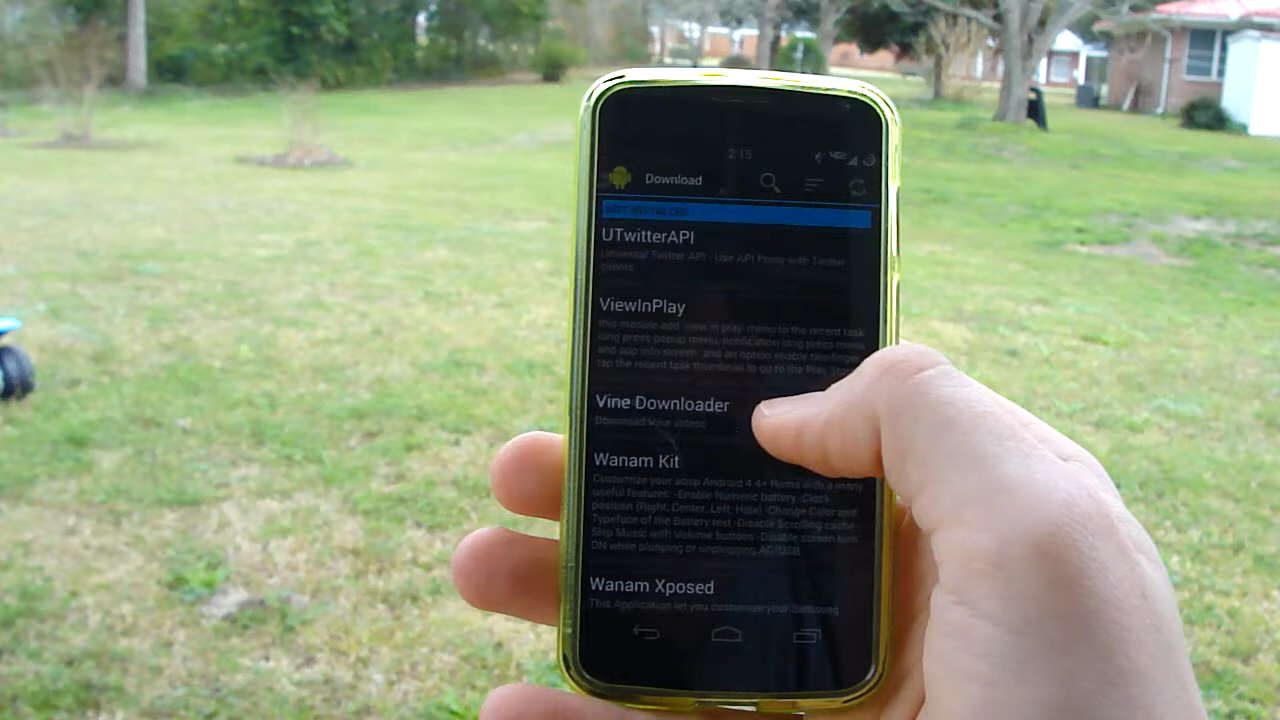 2:15
Download
UTwitterAPI
Universal Twitter API - Use API Proxy with Twitter
clients
ViewInPlay
this module add view in play menu to the recent task
long press popup menu, notification long press menu
and app info screen, and an option enable two-finger
tap the recent task thumbnail to go to the Play Store
Vine Downloader
Download Vine videos
Wanam Kit
Customize your aosp Android 4.4+ Roms with a many
useful features: -Enable Numeric battery -Clock
position (Right, Center, Left, Hide) -Change Color and
Typeface of the Battery text -Disable Scrolling cache -
Skip Music with Volume buttons -Disable screen turn
ON while plunging or unplugging AC/USB
Wanam Xposed
This Application let you customize your Samsung